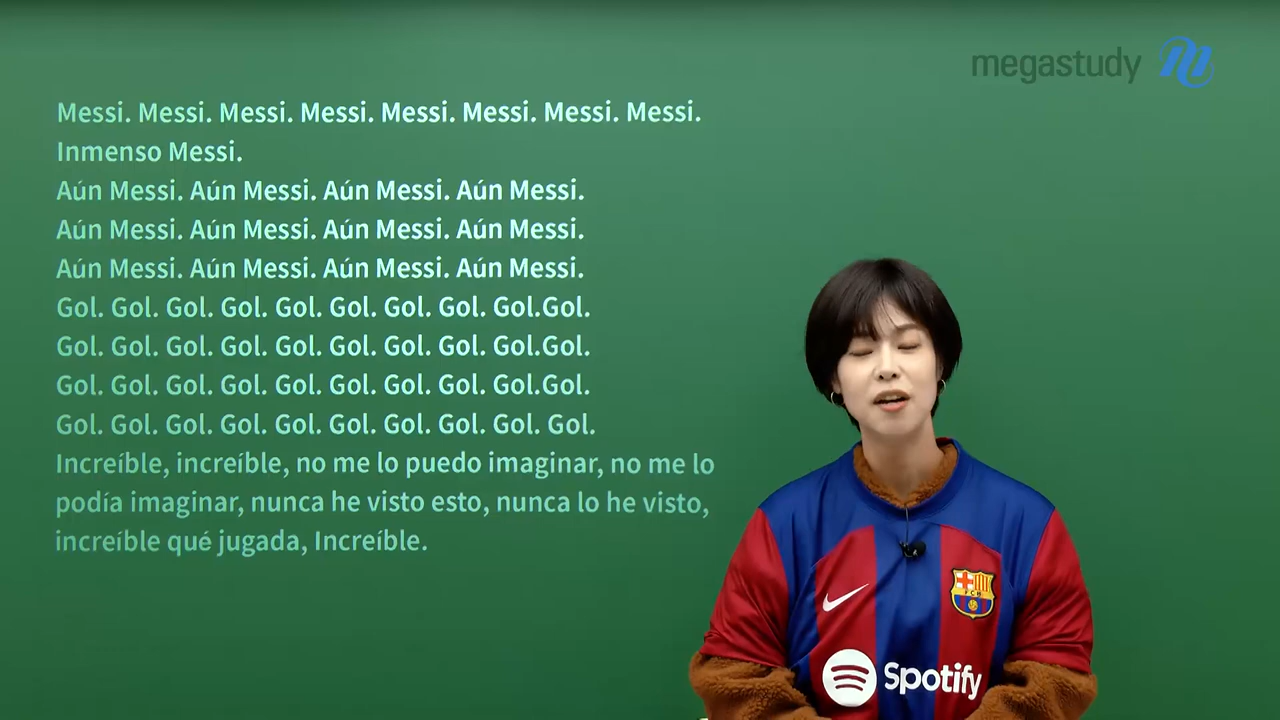 megastudy
Messi. Messi. Messi. Messi. Messi. Messi. Messi. Messi.
Inmenso Messi.
Aún Messi. Aún Messi. Aún Messi. Aún Messi.
Aún Messi. Aún Messi. Aún Messi. Aún Messi.
Aún Messi. Aún Messi. Aún Messi. Aún Messi.
Gol. Gol. Gol. Gol. Gol. Gol. Gol. Gol. Gol.Gol.
Gol. Gol. Gol. Gol. Gol. Gol. Gol. Gol. Gol.Gol.
Gol. Gol. Gol. Gol. Gol. Gol. Gol. Gol. Gol.Gol.
Gol. Gol. Gol. Gol. Gol. Gol. Gol. Gol. Gol. Gol.
Increíble, increíble, no me lo puedo imaginar, no me lo
podía imaginar, nunca he visto esto, nunca lo he visto,
increíble qué jugada, Increíble.
FCB
Spotify